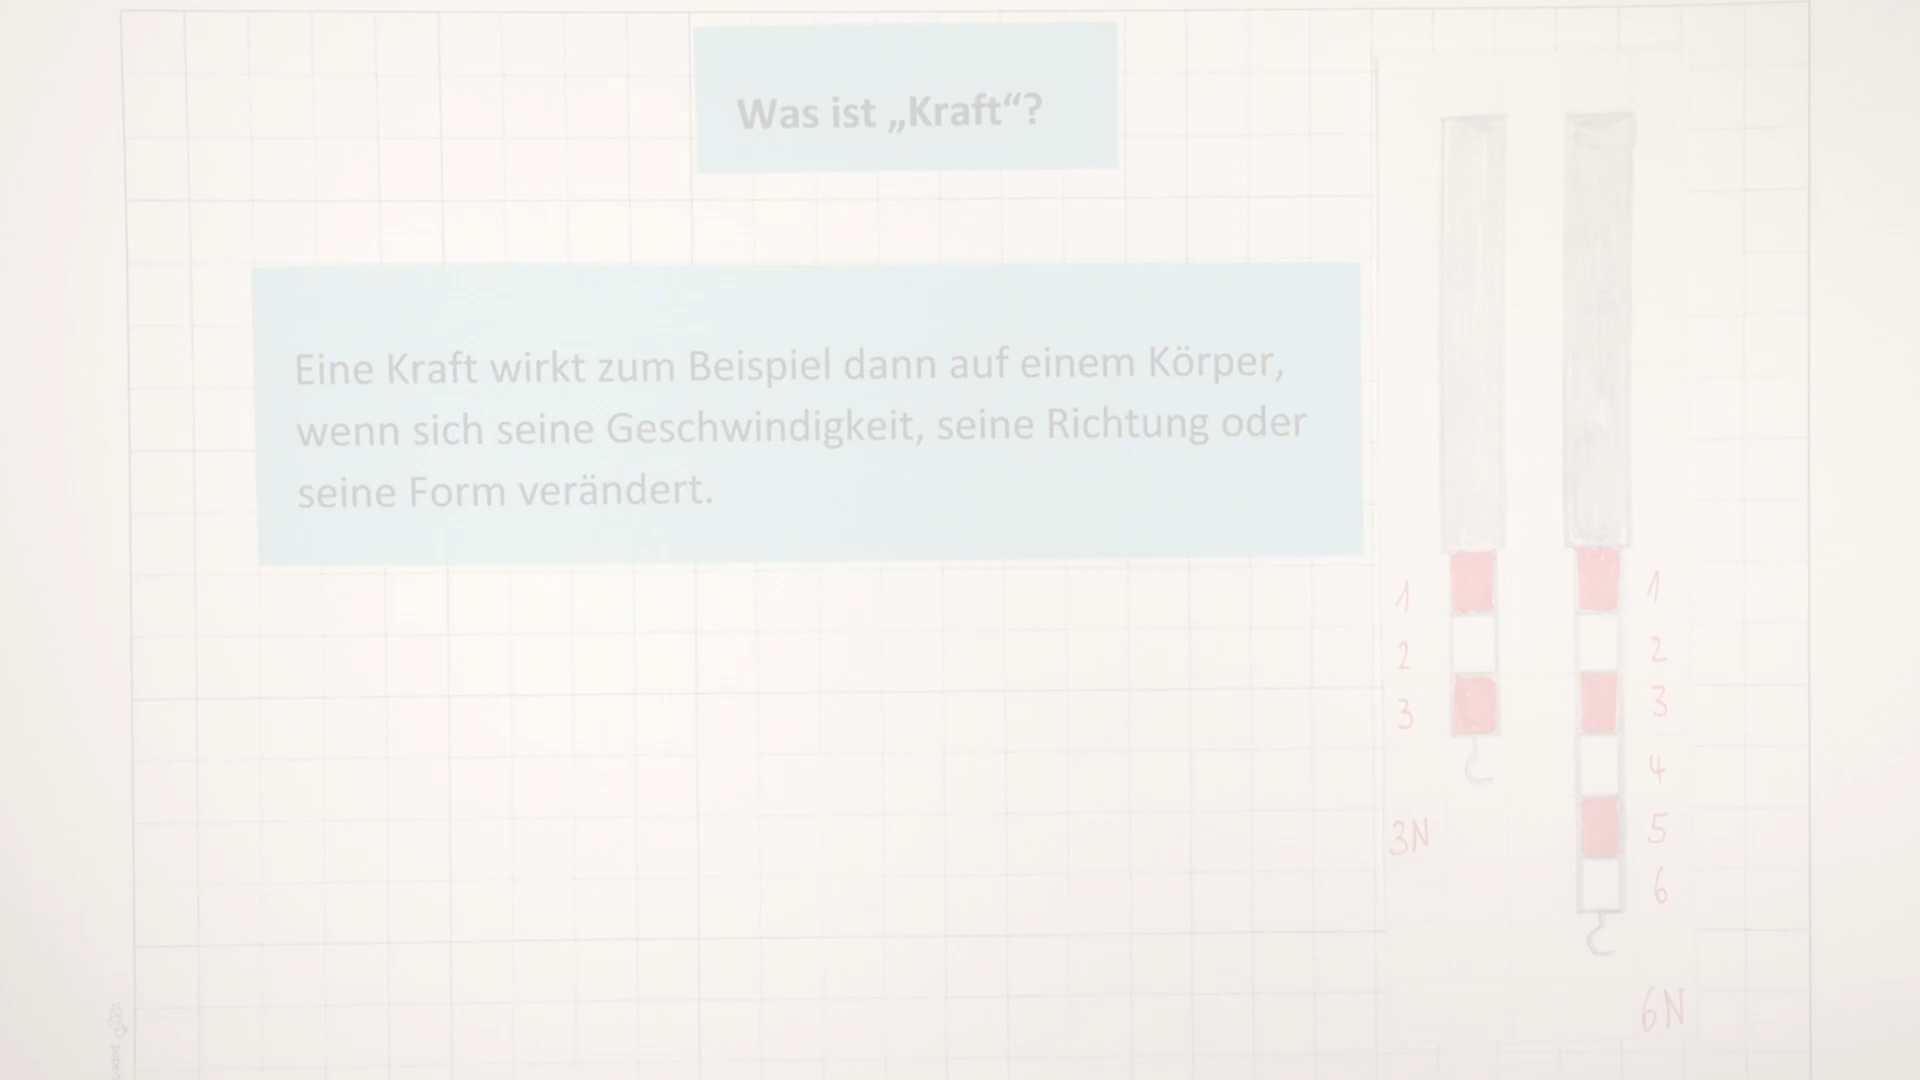 Was ist „Kraft“?
Eine Kraft wirkt zum Beispiel dann auf einem Körper,
wenn sich seine Geschwindigkeit, seine Richtung oder
seine Form verändert.
1
2
3
3N
1
2
3
4
5
6
6N